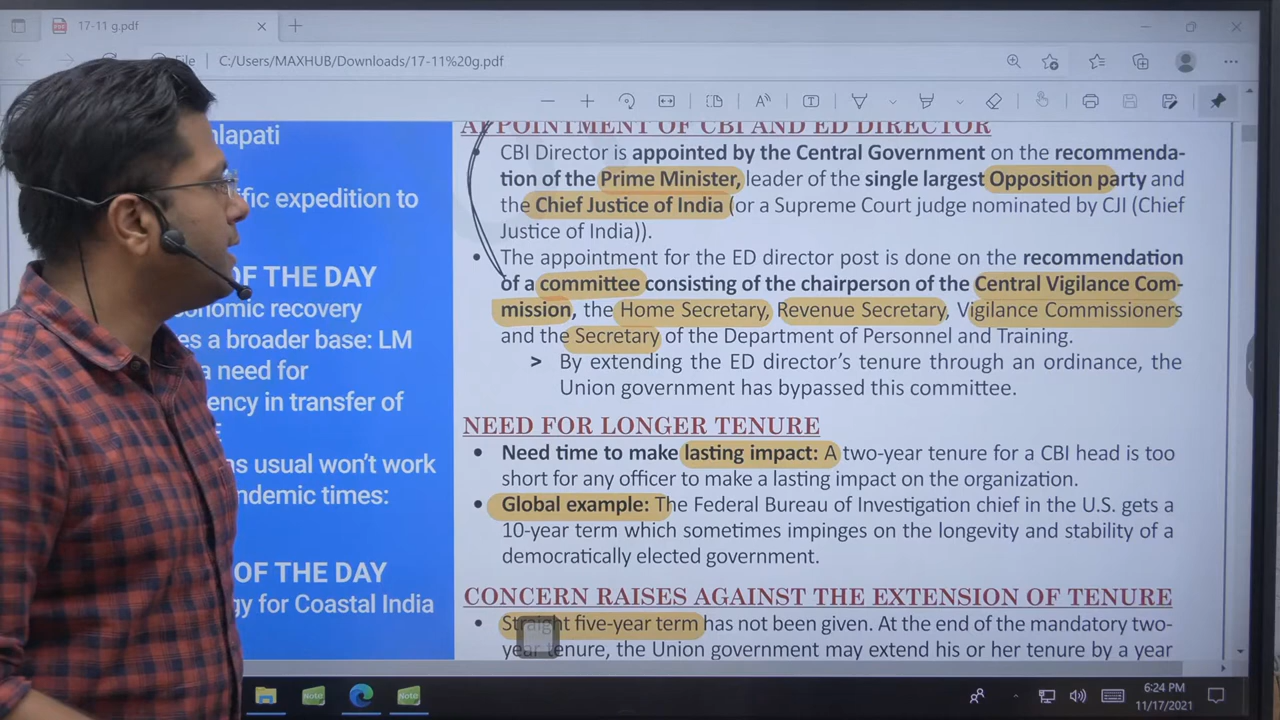 17-11 g.pdf
File
C:/Users/MAXHUB/Downloads/17-11%20g.pdf
lapati
fic expedition to
OF THE DAY
onomic recovery
es a broader base: LM
a need for
ency in transfer of
s usual won't work
ndemic times:
OF THE DAY
gy for Coastal India
APPOINTMENT OF CBI AND ED DIRECTOR
CBI Director is appointed by the Central Government on the recommenda-
tion of the Prime Minister, leader of the single largest Opposition party and
the Chief Justice of India (or a Supreme Court judge nominated by CJI (Chief
Justice of India)).
• The appointment for the ED director post is done on the recommendation
of a committee consisting of the chairperson of the Central Vigilance Com-
mission, the Home Secretary, Revenue Secretary, Vigilance Commissioners
and the Secretary of the Department of Personnel and Training.
> By extending the ED director's tenure through an ordinance, the
Union government has bypassed this committee.
NEED FOR LONGER TENURE
• Need time to make lasting impact: A two-year tenure for a CBI head is too
short for any officer to make a lasting impact on the organization.
• Global example: The Federal Bureau of Investigation chief in the U.S. gets a
10-year term which sometimes impinges on the longevity and stability of a
democratically elected government.
CONCERN RAISES AGAINST THE EXTENSION OF TENURE
• Straight five-year term has not been given. At the end of the mandatory two-
year tenure, the Union government may extend his or her tenure by a year
Note
Note
6:24 PM
11/17/2021